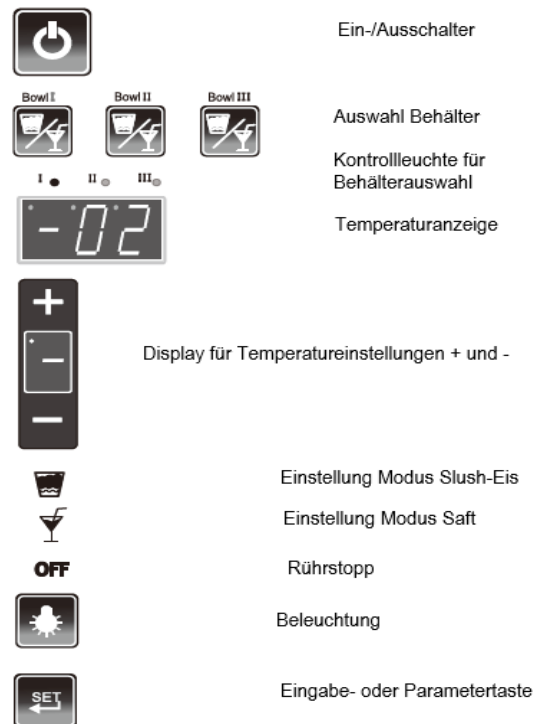 Ein-/Ausschalter
Bowl I Bowl II Bowl III
Auswahl Behälter
Kontrollleuchte für
Behälterauswahl
I II III
-02
Temperaturanzeige
+
-
Display für Temperatureinstellungen + und -
-
Einstellung Modus Slush-Eis
Einstellung Modus Saft
OFF Rührstopp
Beleuchtung
SET Eingabe- oder Parametertaste